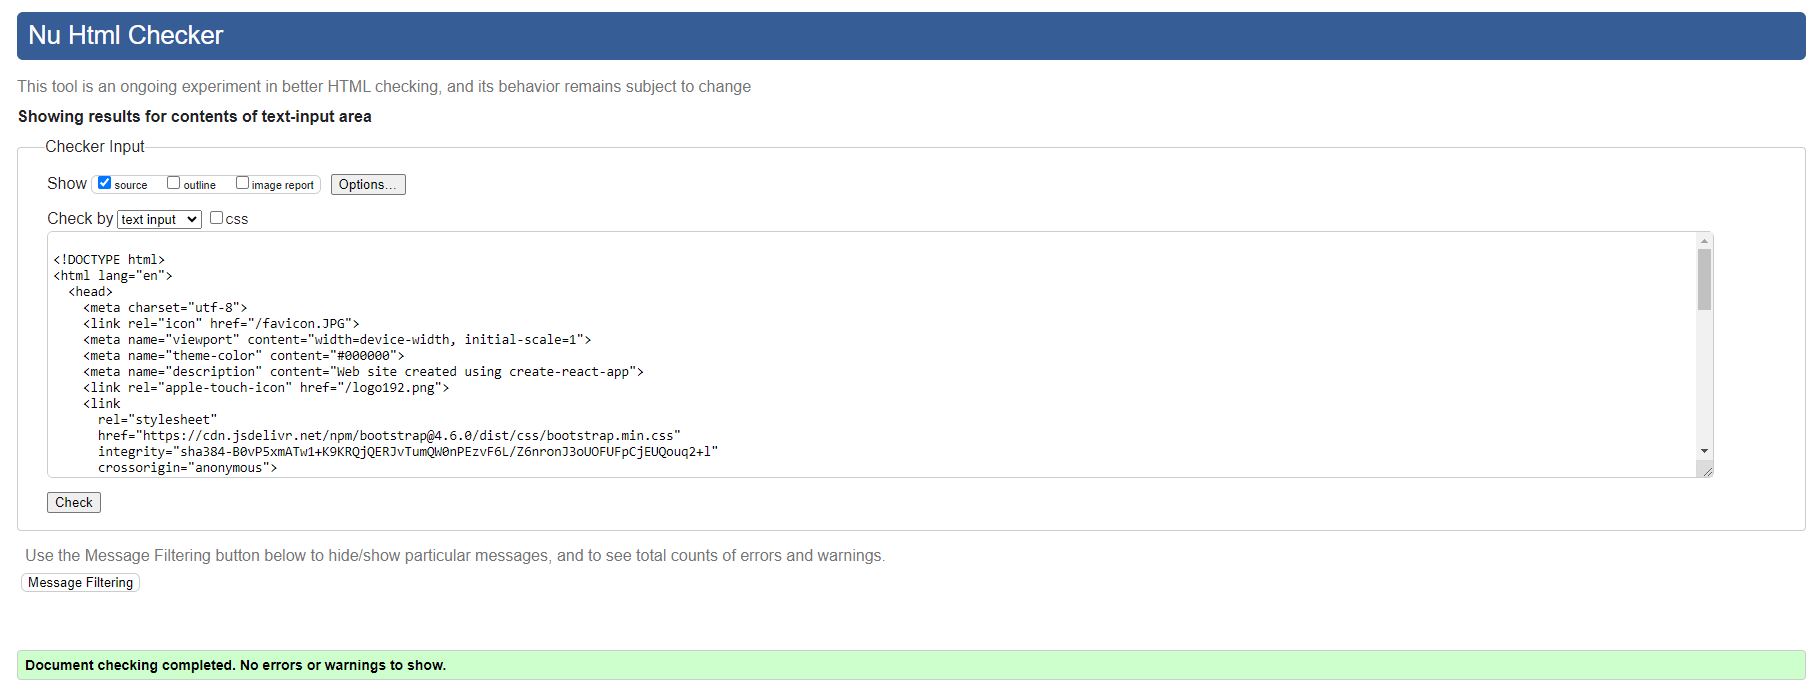 Nu Html Checker
This tool is an ongoing experiment in better HTML checking, and its behavior remains subject to change
Showing results for contents of text-input area
Checker Input
Show source outline image report Options...
Check by text input css
<!DOCTYPE html>
<html lang="en">
  <head>
    <meta charset="utf-8">
    <link rel="icon" href="/favicon.JPG">
    <meta name="viewport" content="width=device-width, initial-scale=1">
    <meta name="theme-color" content="#000000">
    <meta name="description" content="Web site created using create-react-app">
    <link rel="apple-touch-icon" href="/logo192.png">
    <link
      rel="stylesheet"
      href="https://cdn.jsdelivr.net/npm/bootstrap@4.6.0/dist/css/bootstrap.min.css"
      integrity="sha384-B0vP5xmATw1+K9KRQjQERJvTumQW0nPEzvF6L/Z6nronJ3oUOFUFpCjEUQouq2+l"
      crossorigin="anonymous">
Check
Use the Message Filtering button below to hide/show particular messages, and to see total counts of errors and warnings.
Message Filtering
Document checking completed. No errors or warnings to show.